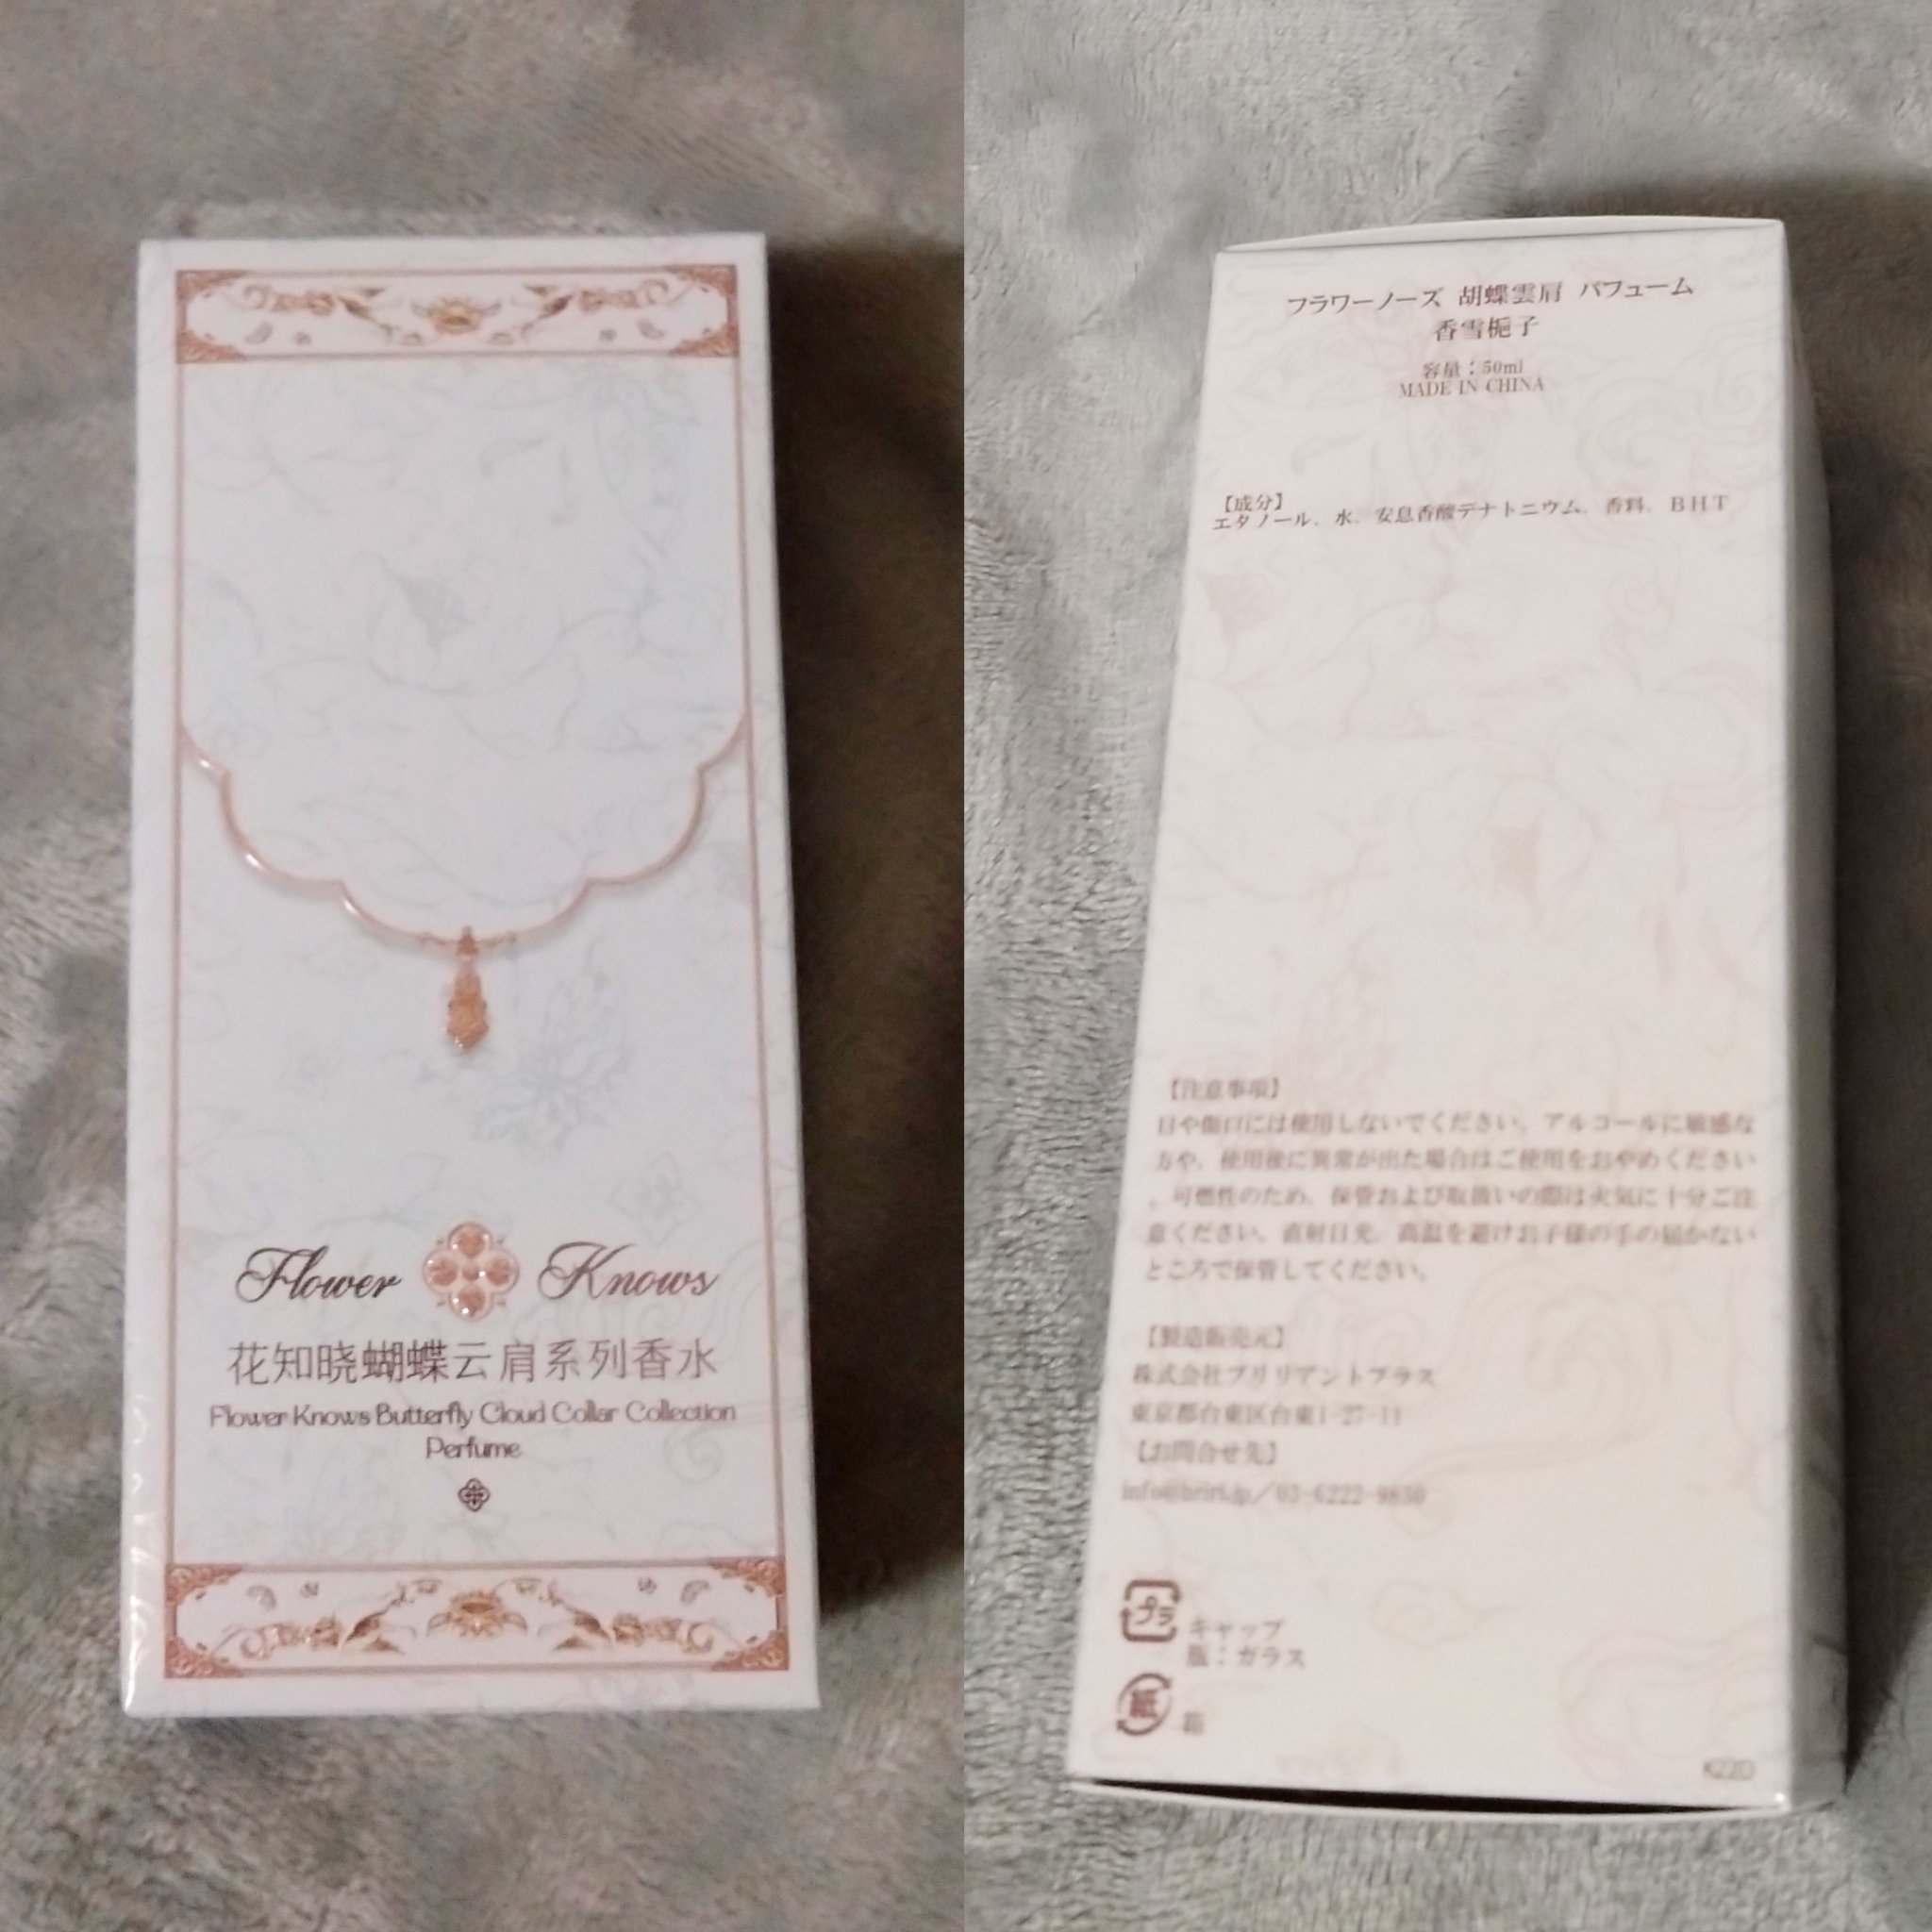 Flower Knows
花知晓蝴蝶云肩系列香水
Flower Knows Butterfly Cloud Collar Collection
Perfume
フラワーノーズ 胡蝶雲肩 パフューム
香雪梔子
容量：50ml
MADE IN CHINA
【成分】
エタノール、水、安息香酸デナトニウム、香料、BHT
【注意事項】
目や傷口には使用しないでください。アルコールに敏感な
方や、使用後に異常が出た場合はご使用をおやめください
。可燃性のため、保管および取扱いの際は火気に十分ご注
意ください。直射日光、高温を避けお子様の手の届かない
ところで保管してください。
【製造販売元】
株式会社ブリリアントプラス
東京都台東区台東1-27-11
【お問合せ先】
info@briri.jp／03-6222-9830
プラ キャップ
瓶：ガラス
紙 箱